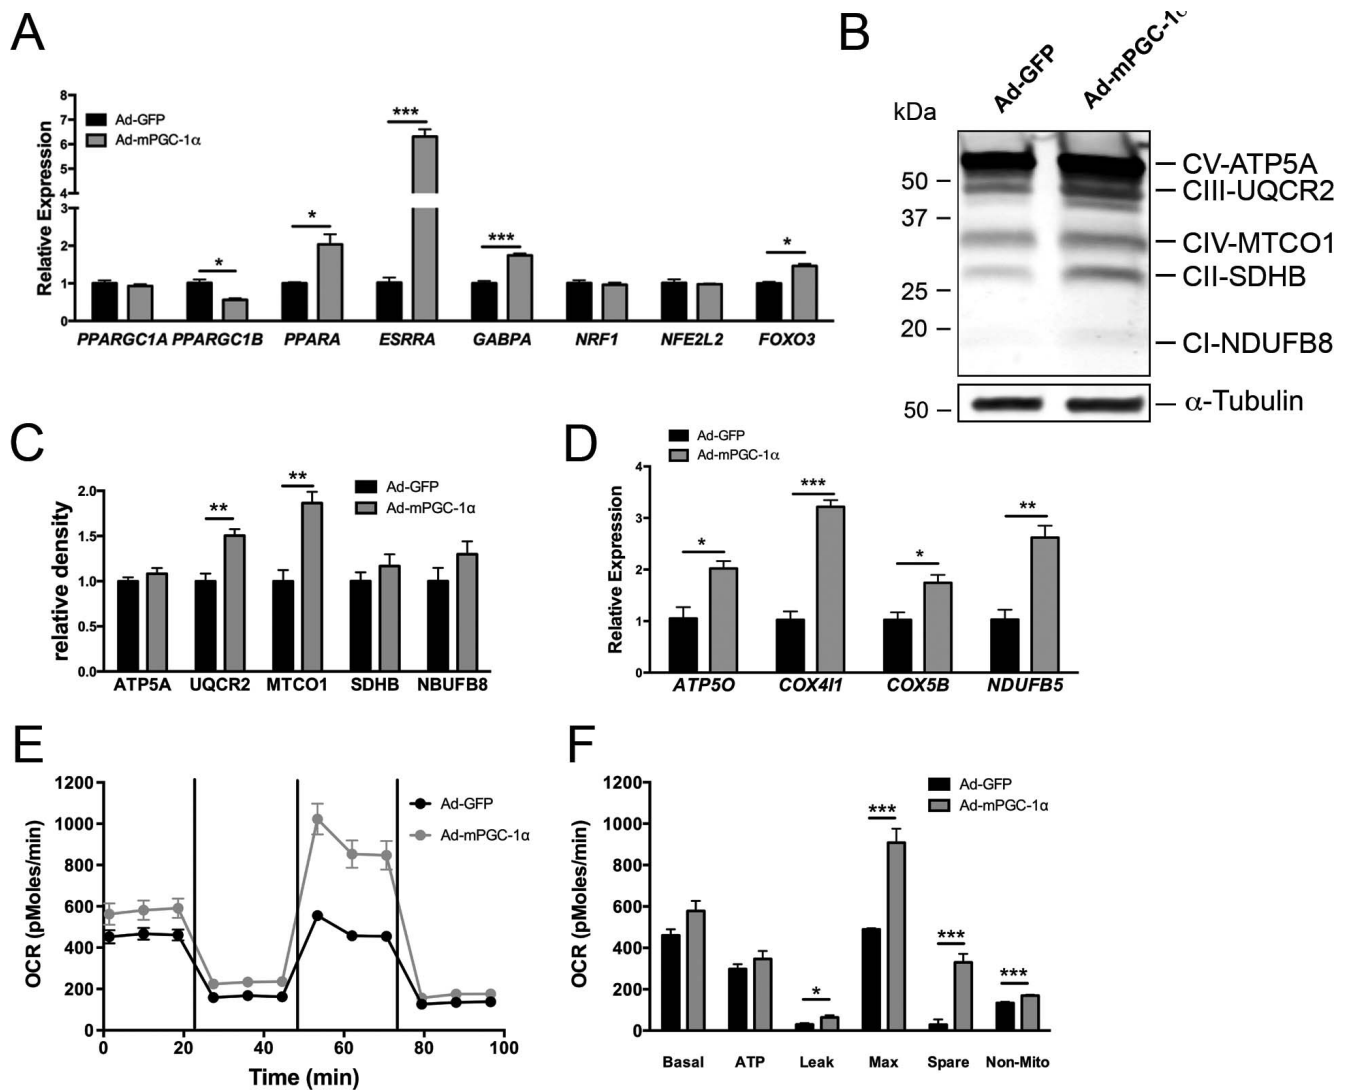 A
Relative Expression
8
7
6
5
4
3
2
1
0
Ad-GFP
Ad-mPGC-1α
*
*
***
***
*
PPARGC1A PPARGC1B PPARA ESRRA GABPA NRF1 NFE2L2 FOXO3
B
kDa
Ad-GFP
Ad-mPGC-1α
50
37
25
20
50
CV-ATP5A
CIII-UQCR2
CIV-MTCO1
CII-SDHB
CI-NDUFB8
α-Tubulin
C
relative density
2.0
1.5
1.0
0.5
0.0
**
**
Ad-GFP
Ad-mPGC-1α
ATP5A UQCR2 MTCO1 SDHB NBUFB8
D
Ad-GFP
Ad-mPGC-1α
Relative Expression
4
3
2
1
0
*
***
*
**
ATP5O COX4I1 COX5B NDUFB5
E
OCR (pMoles/min)
1200
1000
800
600
400
200
0
Ad-GFP
Ad-mPGC-1α
0 20 40 60 80 100
Time (min)
F
OCR (pMoles/min)
1200
1000
800
600
400
200
0
Ad-GFP
Ad-mPGC-1α
*
***
***
***
Basal ATP Leak Max Spare Non-Mito